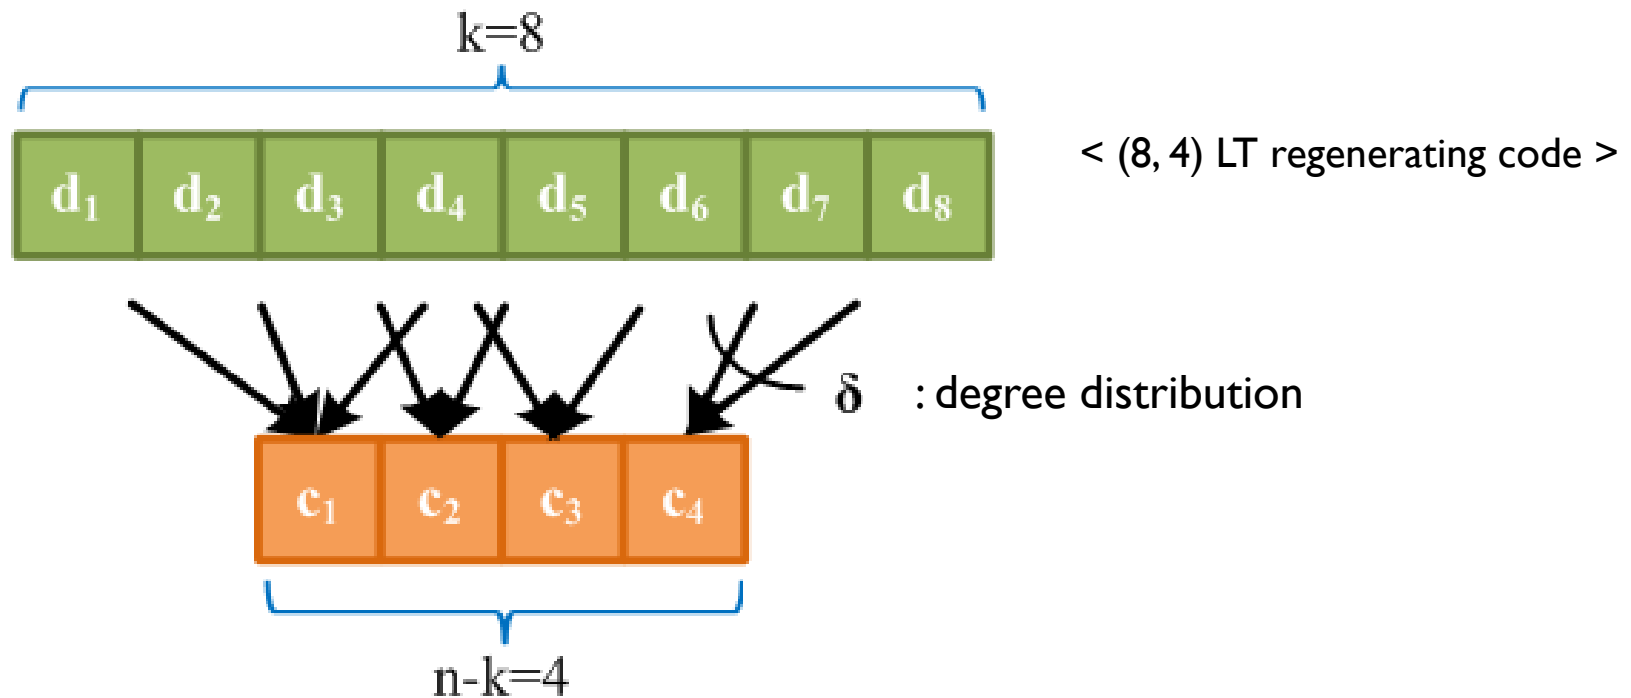 k=8
d₁ d₂ d₃ d₄ d₅ d₆ d₇ d₈
< (8, 4) LT regenerating code >
δ : degree distribution
c₁ c₂ c₃ c₄
n-k=4